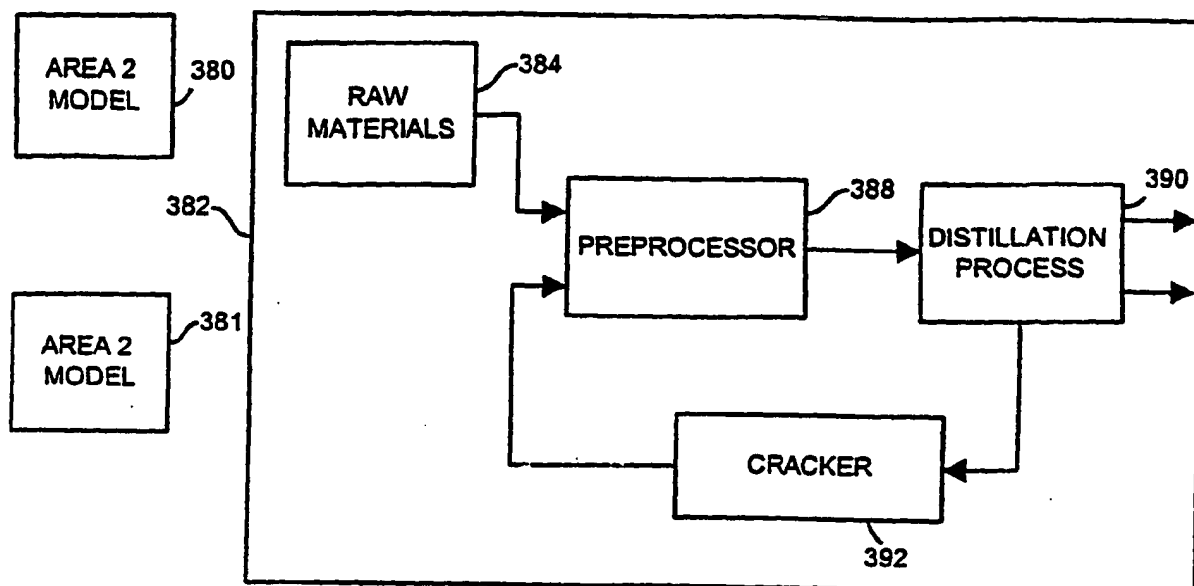 AREA 2
MODEL
380
RAW
MATERIALS
384
382
PREPROCESSOR
388
DISTILLATION
PROCESS
390
AREA 2
MODEL
381
CRACKER
392